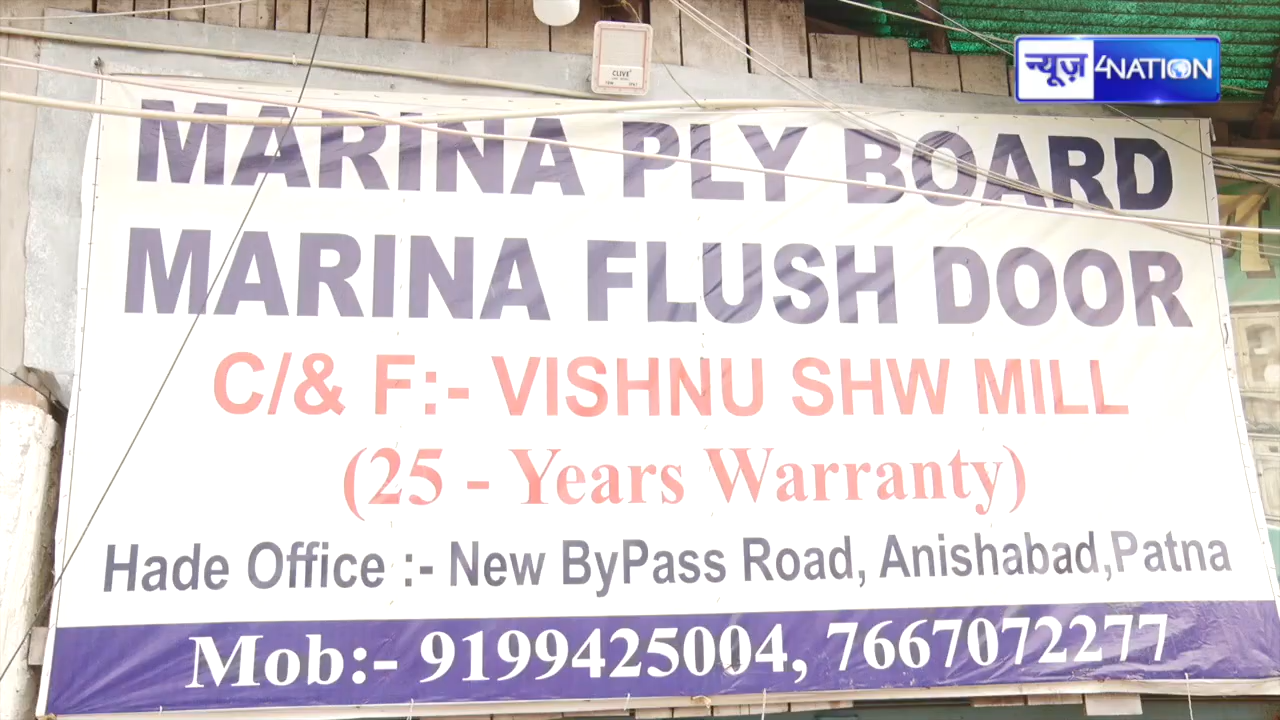 CLIVE
न्यूज़ 4NATION
MARINA PLY BOARD
MARINA FLUSH DOOR
C/& F:- VISHNU SHW MILL
(25 - Years Warranty)
Hade Office :- New ByPass Road, Anishabad,Patna
Mob:- 9199425004, 7667072277